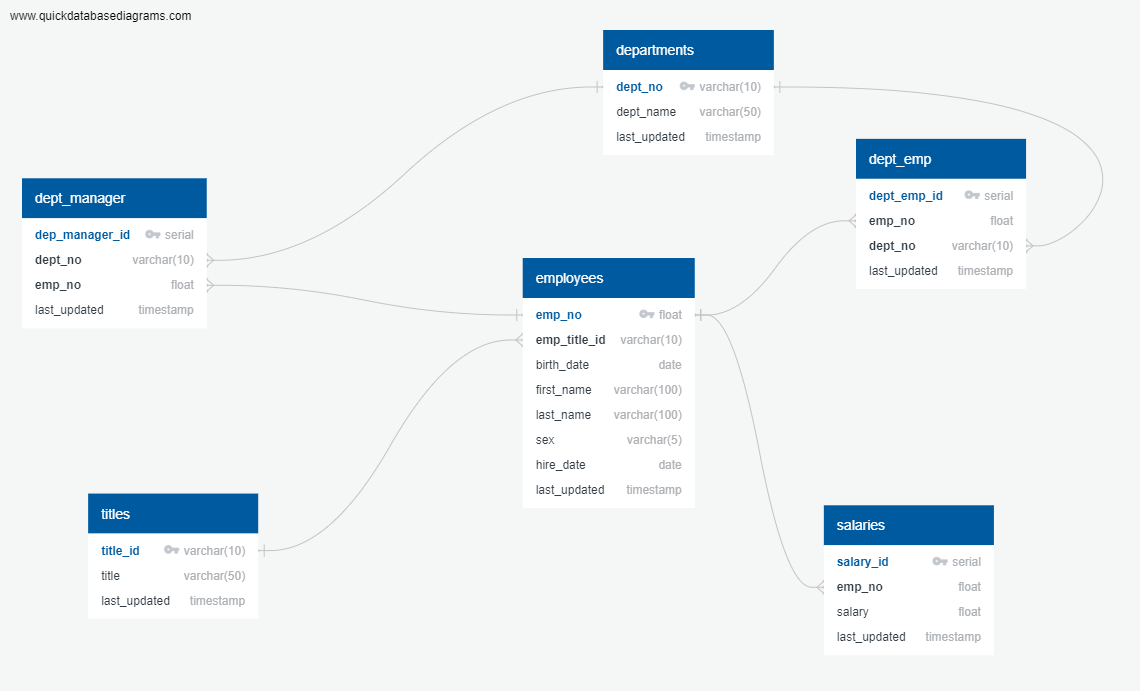 www.quickdatabasediagrams.com
departments
dept_no varchar(10)
dept_name varchar(50)
last_updated timestamp
dept_emp
dept_emp_id serial
emp_no float
dept_no varchar(10)
last_updated timestamp
dept_manager
dep_manager_id serial
dept_no varchar(10)
emp_no float
last_updated timestamp
employees
emp_no float
emp_title_id varchar(10)
birth_date date
first_name varchar(100)
last_name varchar(100)
sex varchar(5)
hire_date date
last_updated timestamp
titles
title_id varchar(10)
title varchar(50)
last_updated timestamp
salaries
salary_id serial
emp_no float
salary float
last_updated timestamp